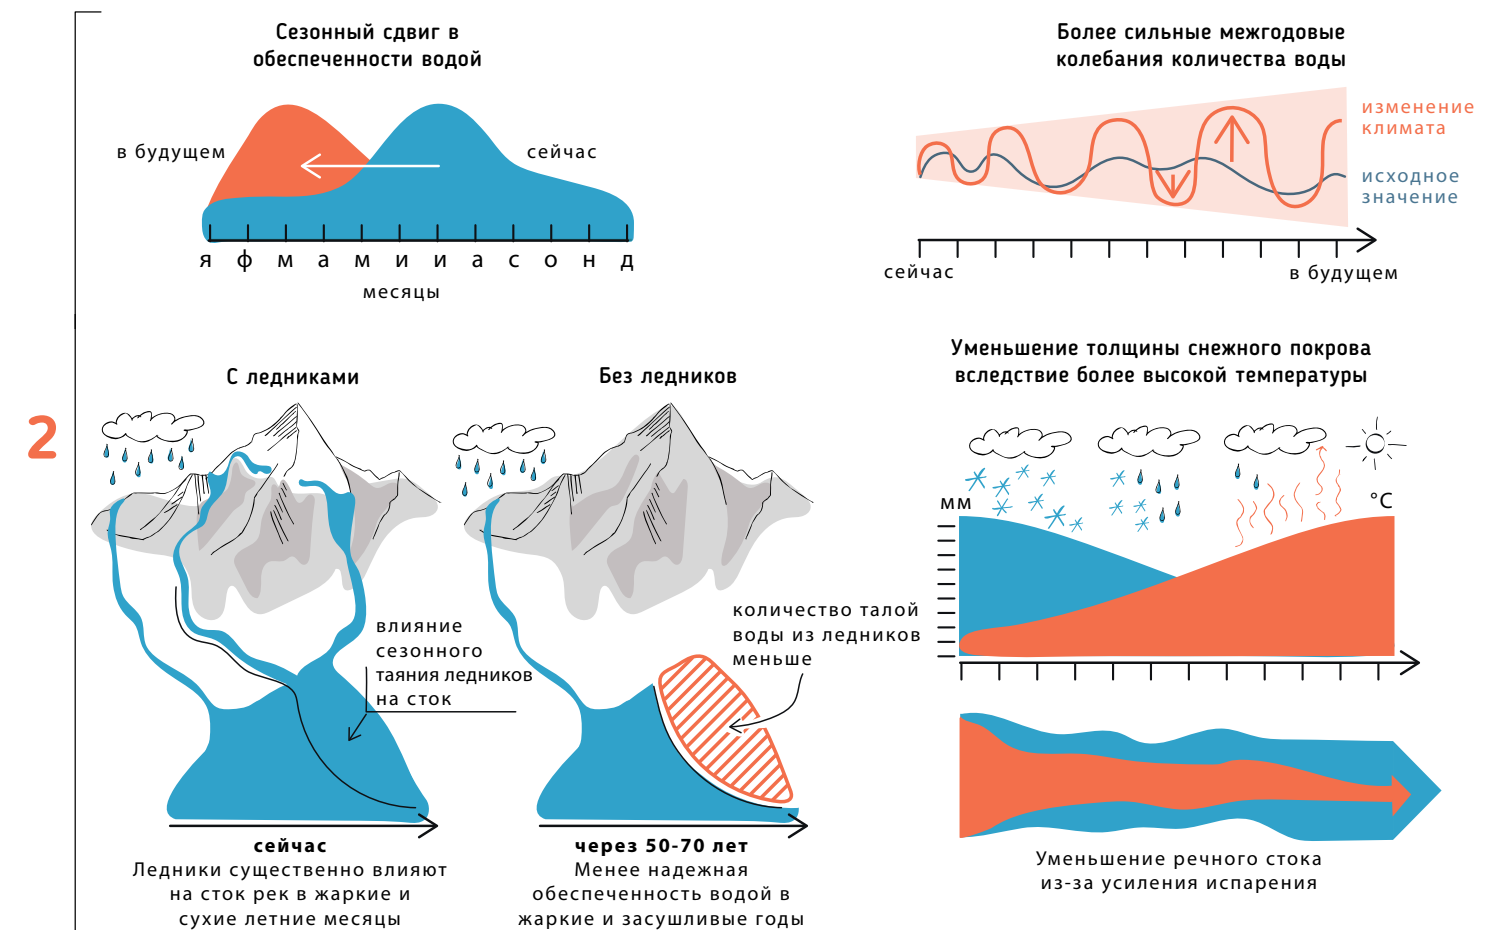 Сезонный сдвиг в
обеспеченности водой
в будущем
сейчас
я ф м а м и и а с о н д
месяцы
Более сильные межгодовые
колебания количества воды
изменение
климата
исходное
значение
сейчас
в будущем
2
С ледниками
влияние
сезонного
таяния ледников
на сток
сейчас
Ледники существенно влияют
на сток рек в жаркие и
сухие летние месяцы
Без ледников
количество талой
воды из ледников
меньше
через 50-70 лет
Менее надежная
обеспеченность водой в
жаркие и засушливые годы
Уменьшение толщины снежного покрова
вследствие более высокой температуры
мм
°C
Уменьшение речного стока
из-за усиления испарения